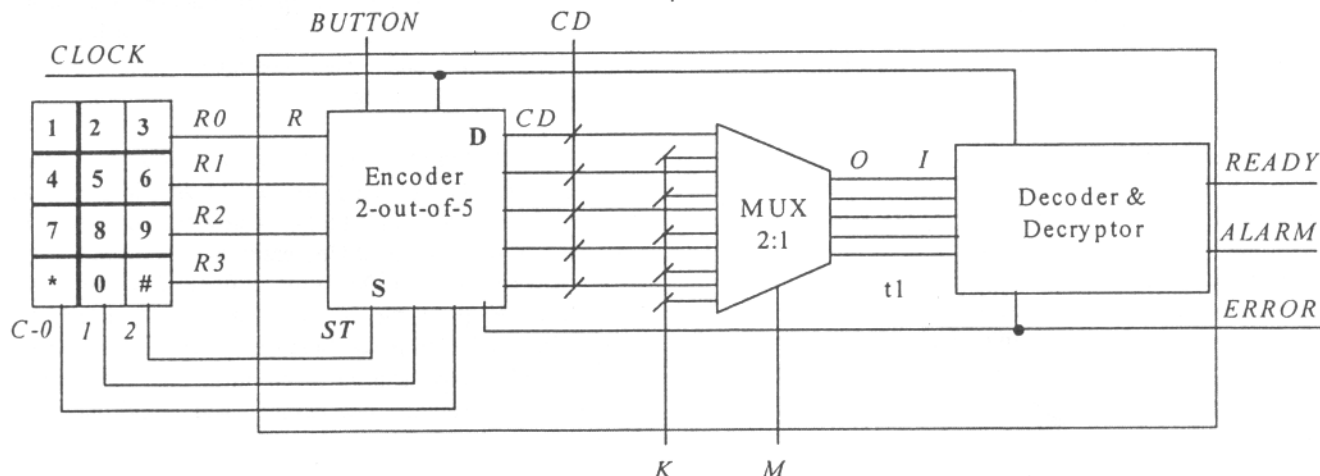 BUTTON
CD
CLOCK
1 2 3
R0
R
D
CD
4 5 6
R1
Encoder
2-out-of-5
O
I
READY
MUX
2:1
Decoder &
Decryptor
7 8 9
R2
ALARM
* 0 #
R3
S
t1
C-0 1 2
ST
ERROR
K
M